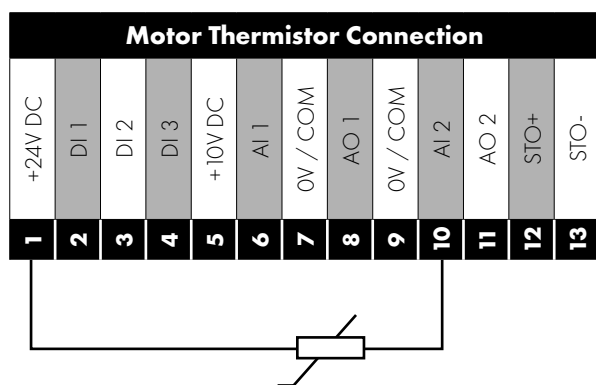 Motor Thermistor Connection
+24V DC
DI 1
DI 2
DI 3
+10V DC
AI 1
0V / COM
AO 1
0V / COM
AI 2
AO 2
STO+
STO-
1 2 3 4 5 6 7 8 9 10 11 12 13